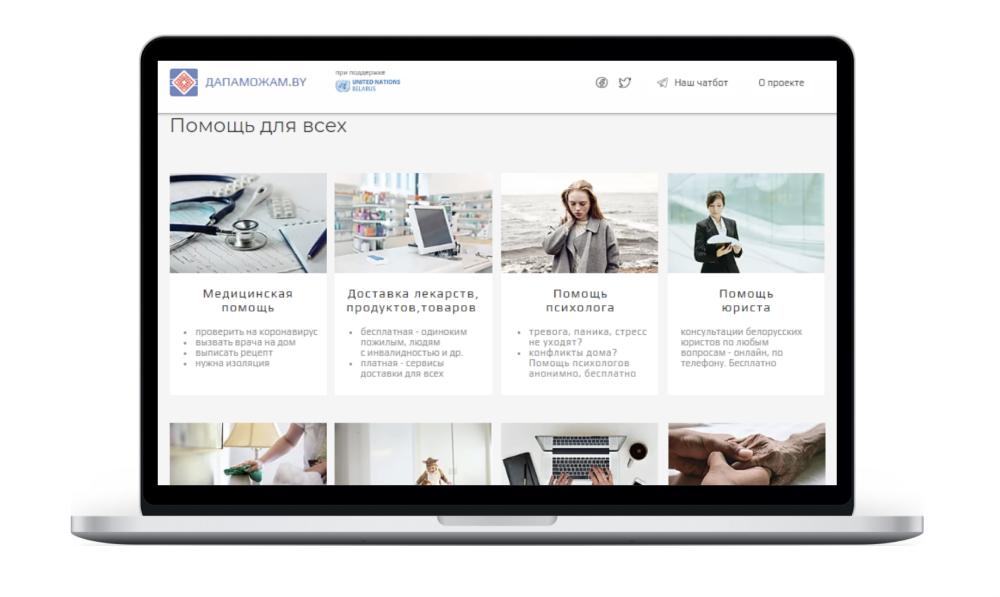 ДАПАМОЖАМ.BY
при поддержке
UNITED NATIONS
BELARUS
Наш чатбот
О проекте
Помощь для всех
Медицинская
помощь
• проверить на коронавирус
• вызвать врача на дом
• выписать рецепт
• нужна изоляция
Доставка лекарств,
продуктов,товаров
• бесплатная - одиноким
пожилым, людям
с инвалидностью и др.
• платная - сервисы
доставки для всех
Помощь
психолога
• тревога, паника, стресс
не уходят?
• конфликты дома?
Помощь психологов
анонимно, бесплатно
Помощь
юриста
консультации белорусских
юристов по любым
вопросам - онлайн, по
телефону. Бесплатно